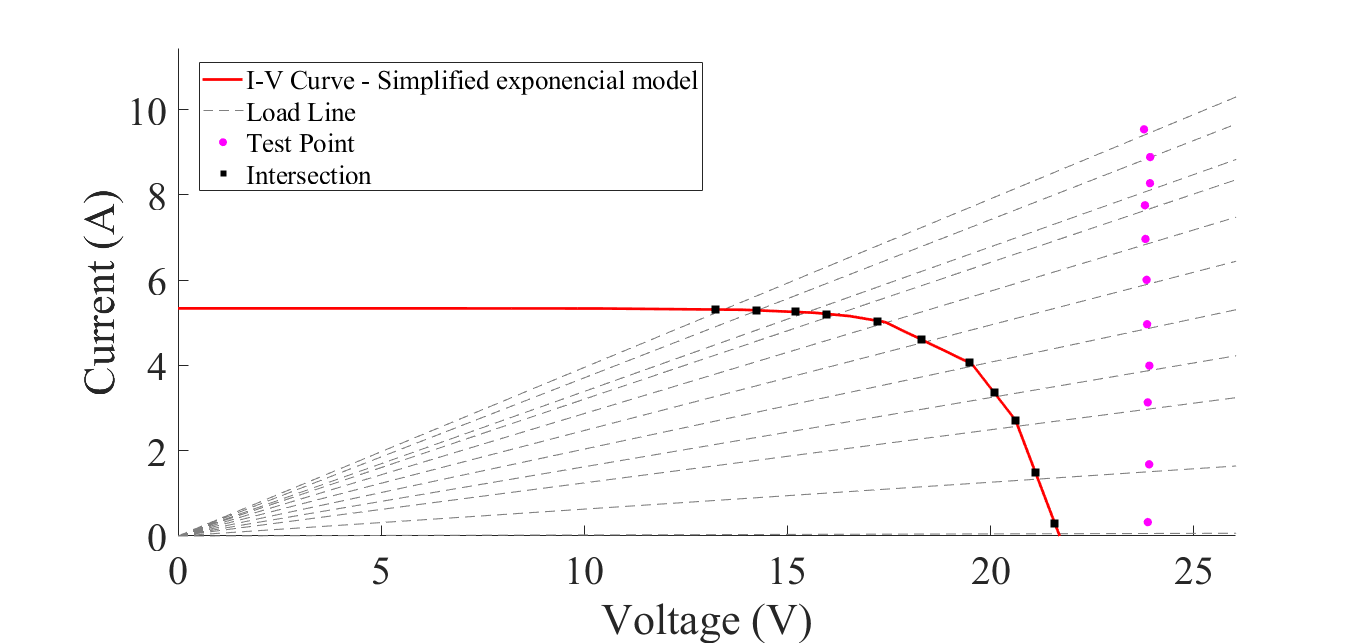 I-V Curve - Simplified exponencial model
Load Line
Test Point
Intersection
Current (A)
10
8
6
4
2
0
0 5 10 15 20 25
Voltage (V)